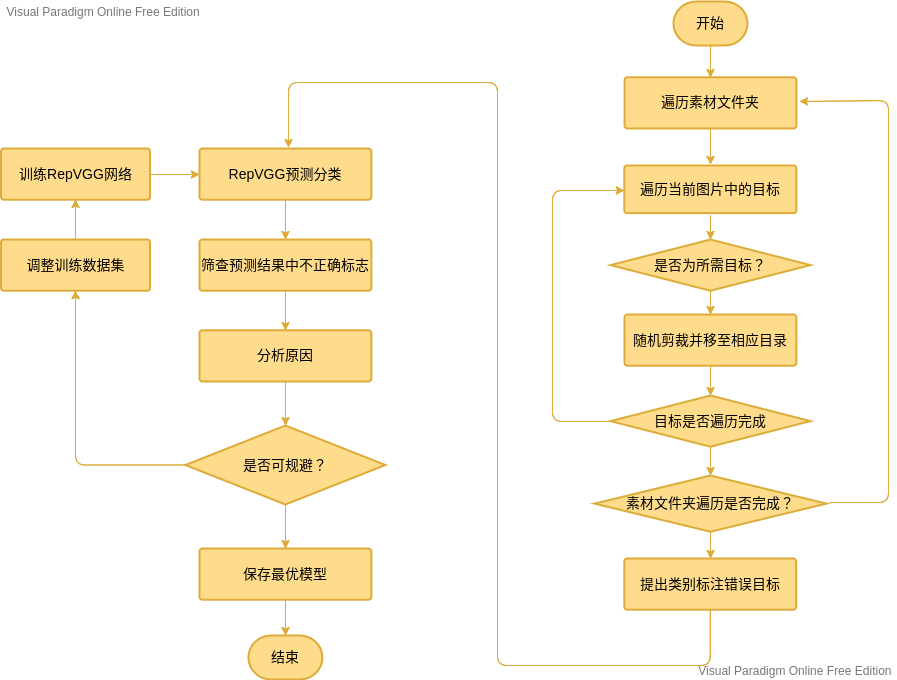 Visual Paradigm Online Free Edition
开始
遍历素材文件夹
遍历当前图片中的目标
是否为所需目标？
随机剪裁并移至相应目录
目标是否遍历完成
素材文件夹遍历是否完成？
提出类别标注错误目标
训练RepVGG网络
RepVGG预测分类
调整训练数据集
筛查预测结果中不正确标志
分析原因
是否可规避？
保存最优模型
结束
Visual Paradigm Online Free Edition